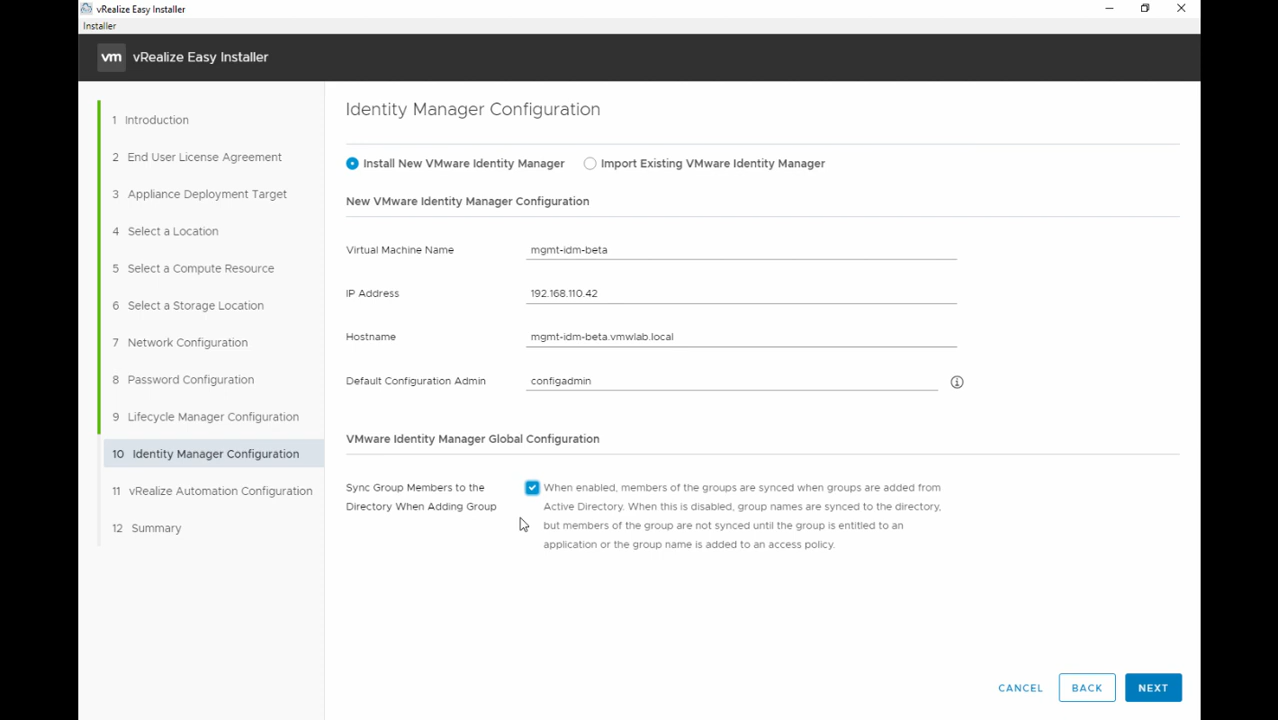 vRealize Easy Installer
Installer
vm vRealize Easy Installer
1 Introduction
2 End User License Agreement
3 Appliance Deployment Target
4 Select a Location
5 Select a Compute Resource
6 Select a Storage Location
7 Network Configuration
8 Password Configuration
9 Lifecycle Manager Configuration
10 Identity Manager Configuration
11 vRealize Automation Configuration
12 Summary
Identity Manager Configuration
Install New VMware Identity Manager Import Existing VMware Identity Manager
New VMware Identity Manager Configuration
Virtual Machine Name mgmt-idm-beta
IP Address 192.168.110.42
Hostname mgmt-idm-beta.vmwlab.local
Default Configuration Admin configadmin
VMware Identity Manager Global Configuration
Sync Group Members to the
Directory When Adding Group
When enabled, members of the groups are synced when groups are added from
Active Directory. When this is disabled, group names are synced to the directory,
but members of the group are not synced until the group is entitled to an
application or the group name is added to an access policy.
CANCEL BACK NEXT